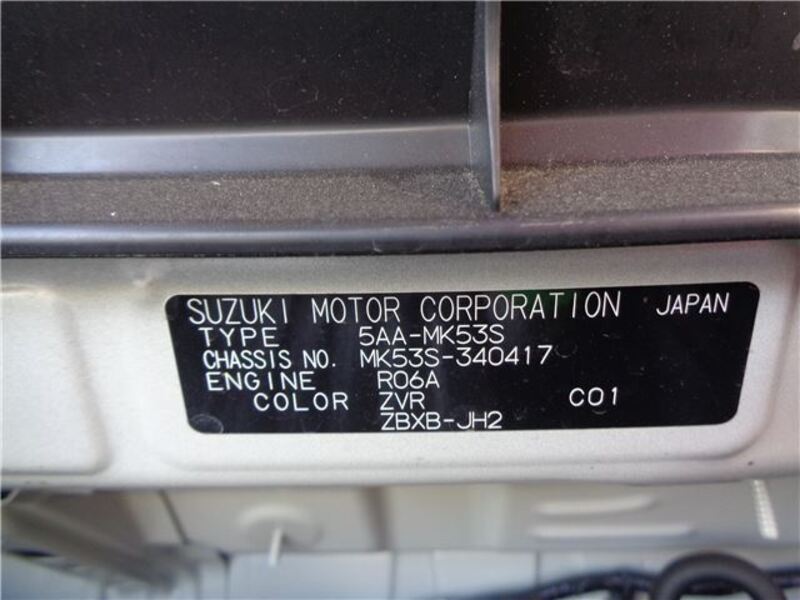 SUZUKI MOTOR CORPORATION JAPAN
TYPE 5AA-MK53S
CHASSIS NO. MK53S-340417
ENGINE R06A
COLOR ZVR C01
ZBXB-JH2